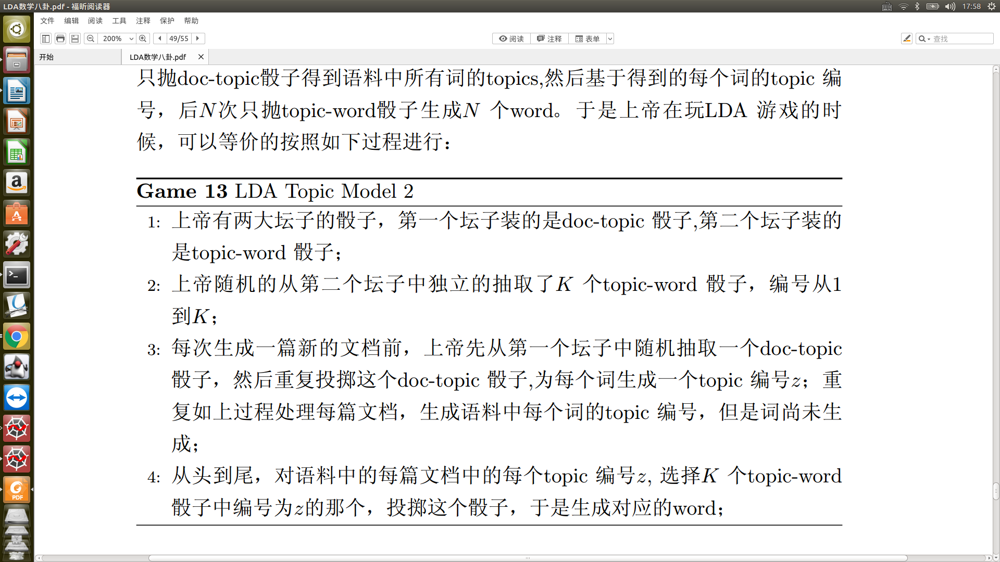 LDA数学八卦.pdf - 福昕阅读器
17:58
文件 编辑 阅读 工具 注释 保护 帮助
200%
49/55
阅读 注释 表单
查找
开始
LDA数学八卦.pdf
只抛doc-topic骰子得到语料中所有词的topics,然后基于得到的每个词的topic 编
号，后N次只抛topic-word骰子生成N 个word。于是上帝在玩LDA 游戏的时
候，可以等价的按照如下过程进行：
Game 13 LDA Topic Model 2
1: 上帝有两大坛子的骰子，第一个坛子装的是doc-topic 骰子,第二个坛子装的
是topic-word 骰子；
2: 上帝随机的从第二个坛子中独立的抽取了K 个topic-word 骰子，编号从1
到K；
3: 每次生成一篇新的文档前，上帝先从第一个坛子中随机抽取一个doc-topic
骰子，然后重复投掷这个doc-topic 骰子,为每个词生成一个topic 编号z；重
复如上过程处理每篇文档，生成语料中每个词的topic 编号，但是词尚未生
成；
4: 从头到尾，对语料中的每篇文档中的每个topic 编号z, 选择K 个topic-word
骰子中编号为z的那个，投掷这个骰子，于是生成对应的word；
PDF